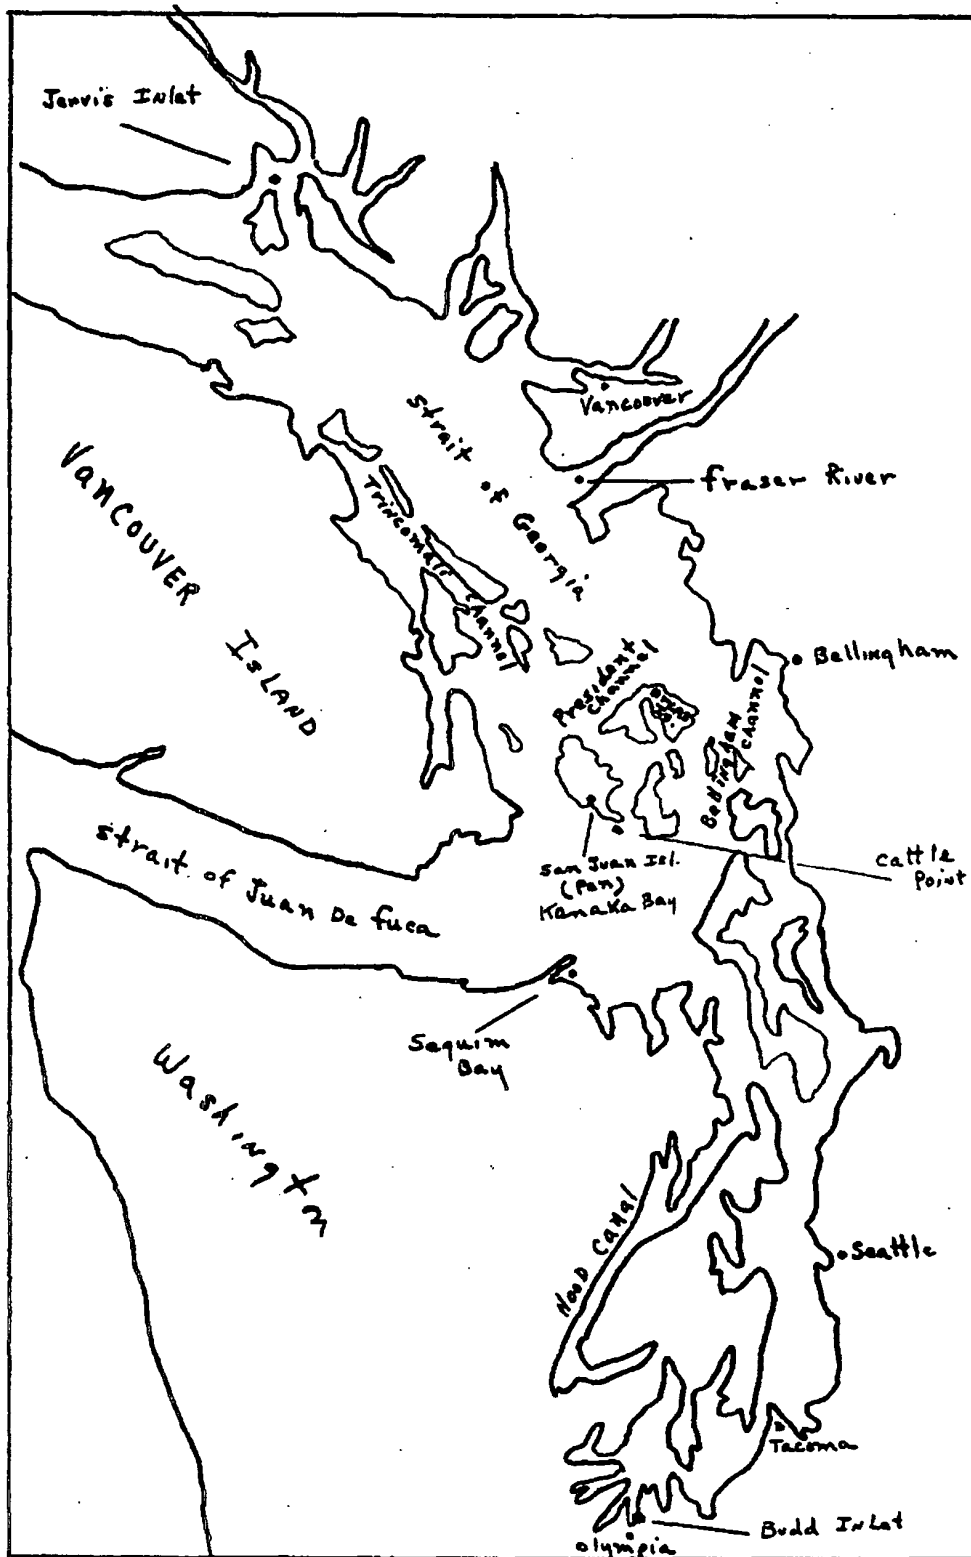 Jervis Inlet
Vancouver
Strait of Georgia
Fraser River
Trincomali Channel
VANCOUVER ISLAND
Bellingham
President
Channel
Orcas
Isl.
Bellingham
Channel
Cattle
Point
San Juan Isl.
(Pan)
Kanaka Bay
Strait of Juan De fuca
Sequim
Bay
Washington
Hood Canal
Seattle
Tacoma
Budd Inlet
Olympia